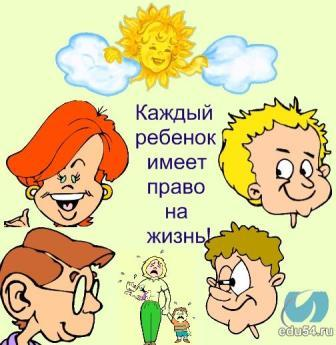 Каждый
ребенок
имеет
право
на
жизнь!
edu54.ru